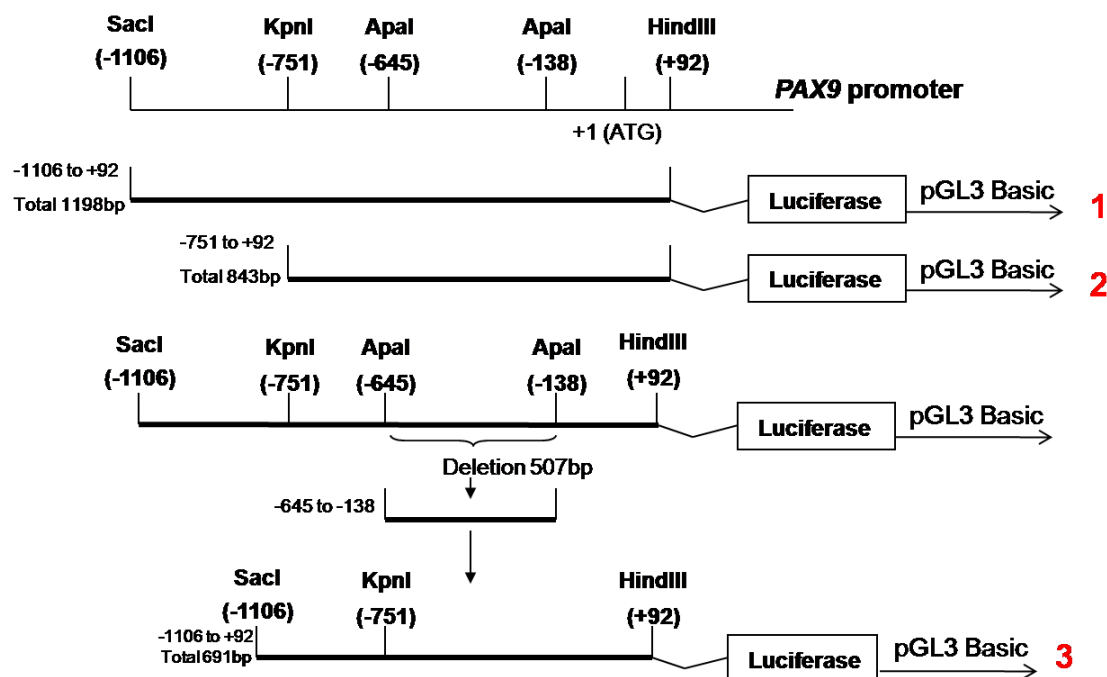 SacI KpnI ApaI ApaI HindIII
(-1106) (-751) (-645) (-138) (+92)
PAX9 promoter
+1 (ATG)
-1106 to +92
Total 1198bp
Luciferase pGL3 Basic 1
-751 to +92
Total 843bp
Luciferase pGL3 Basic 2
SacI KpnI ApaI ApaI HindIII
(-1106) (-751) (-645) (-138) (+92)
Luciferase pGL3 Basic
Deletion 507bp
-645 to -138
SacI KpnI HindIII
(-1106) (-751) (+92)
-1106 to +92
Total 691bp
Luciferase pGL3 Basic 3